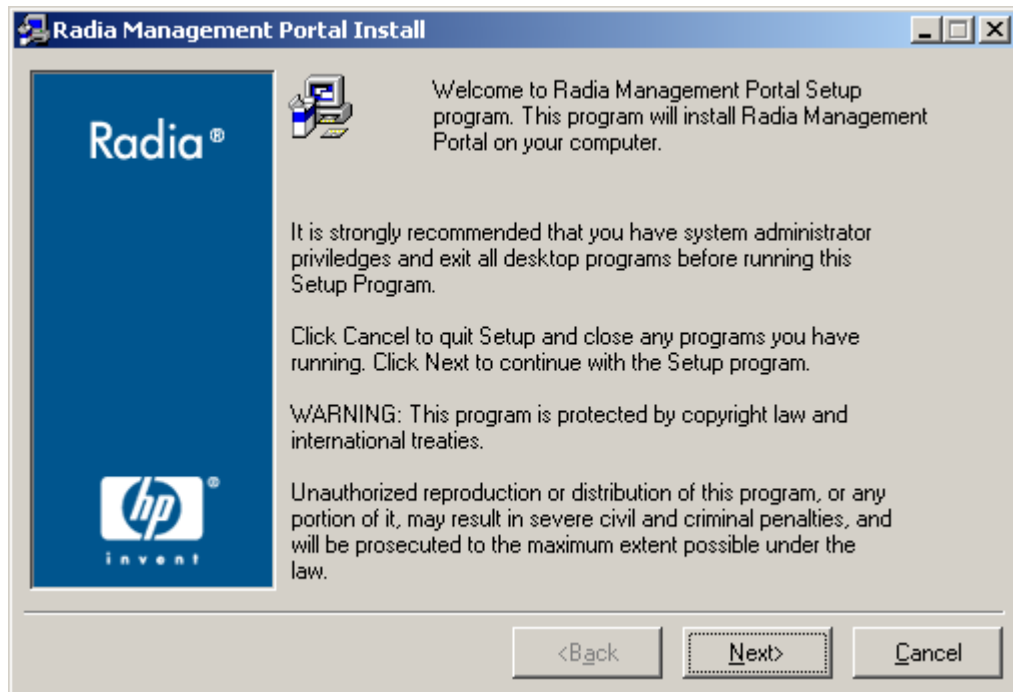 Radia Management Portal Install
Radia®
Welcome to Radia Management Portal Setup
program. This program will install Radia Management
Portal on your computer.
It is strongly recommended that you have system administrator
priviledges and exit all desktop programs before running this
Setup Program.
Click Cancel to quit Setup and close any programs you have
running. Click Next to continue with the Setup program.
WARNING: This program is protected by copyright law and
international treaties.
Unauthorized reproduction or distribution of this program, or any
portion of it, may result in severe civil and criminal penalties, and
will be prosecuted to the maximum extent possible under the
law.
hp®
invent
<Back
Next>
Cancel